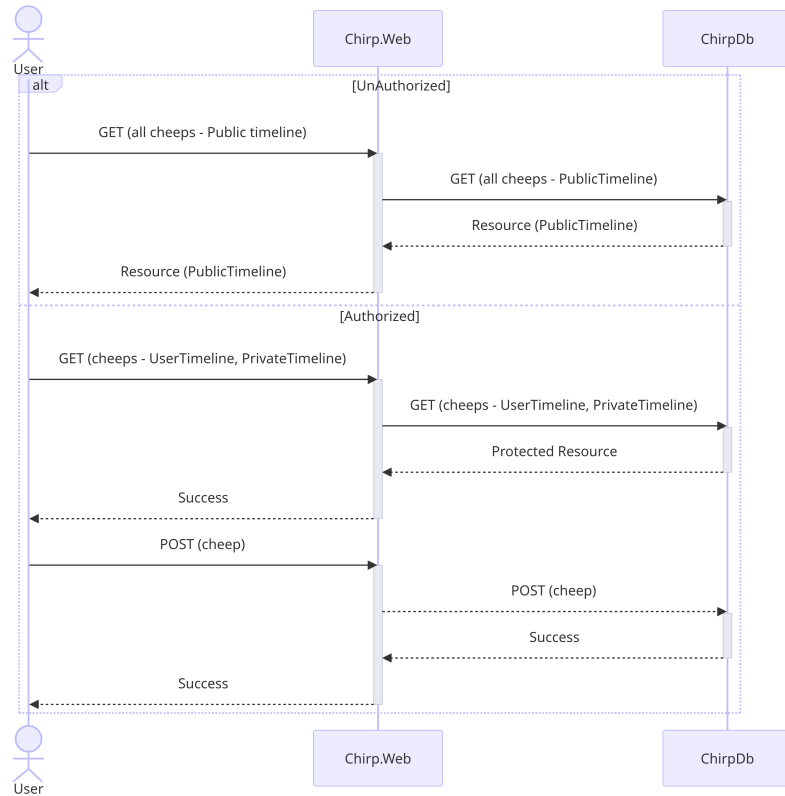 Chirp.Web
ChirpDb
User
alt
[UnAuthorized]
GET (all cheeps - Public timeline)
GET (all cheeps - PublicTimeline)
Resource (PublicTimeline)
Resource (PublicTimeline)
[Authorized]
GET (cheeps - UserTimeline, PrivateTimeline)
GET (cheeps - UserTimeline, PrivateTimeline)
Protected Resource
Success
POST (cheep)
POST (cheep)
Success
Success
Chirp.Web
ChirpDb
User